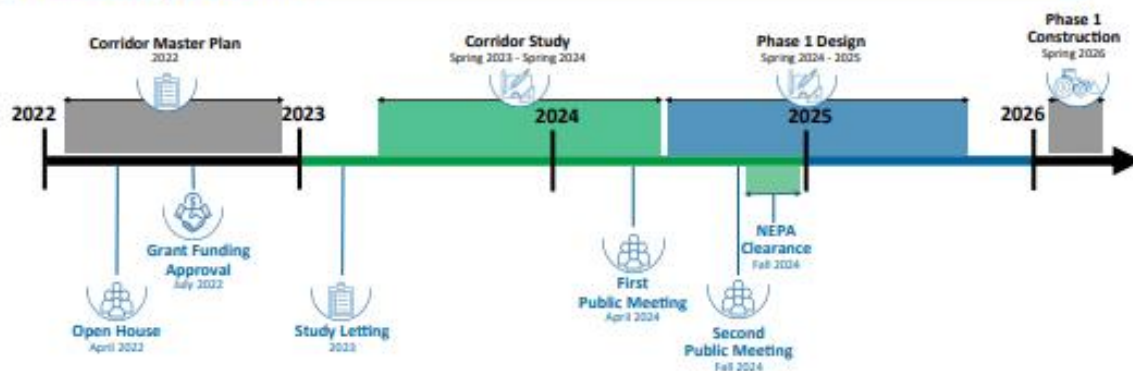 Corridor Master Plan
2022
Corridor Study
Spring 2023 - Spring 2024
Phase 1 Design
Spring 2024 - 2025
Phase 1
Construction
Spring 2026
2022
2023
2024
2025
2026
Grant Funding
Approval
July 2022
Open House
April 2022
Study Letting
2023
First
Public Meeting
April 2024
NEPA
Clearance
Fall 2024
Second
Public Meeting
Fall 2024